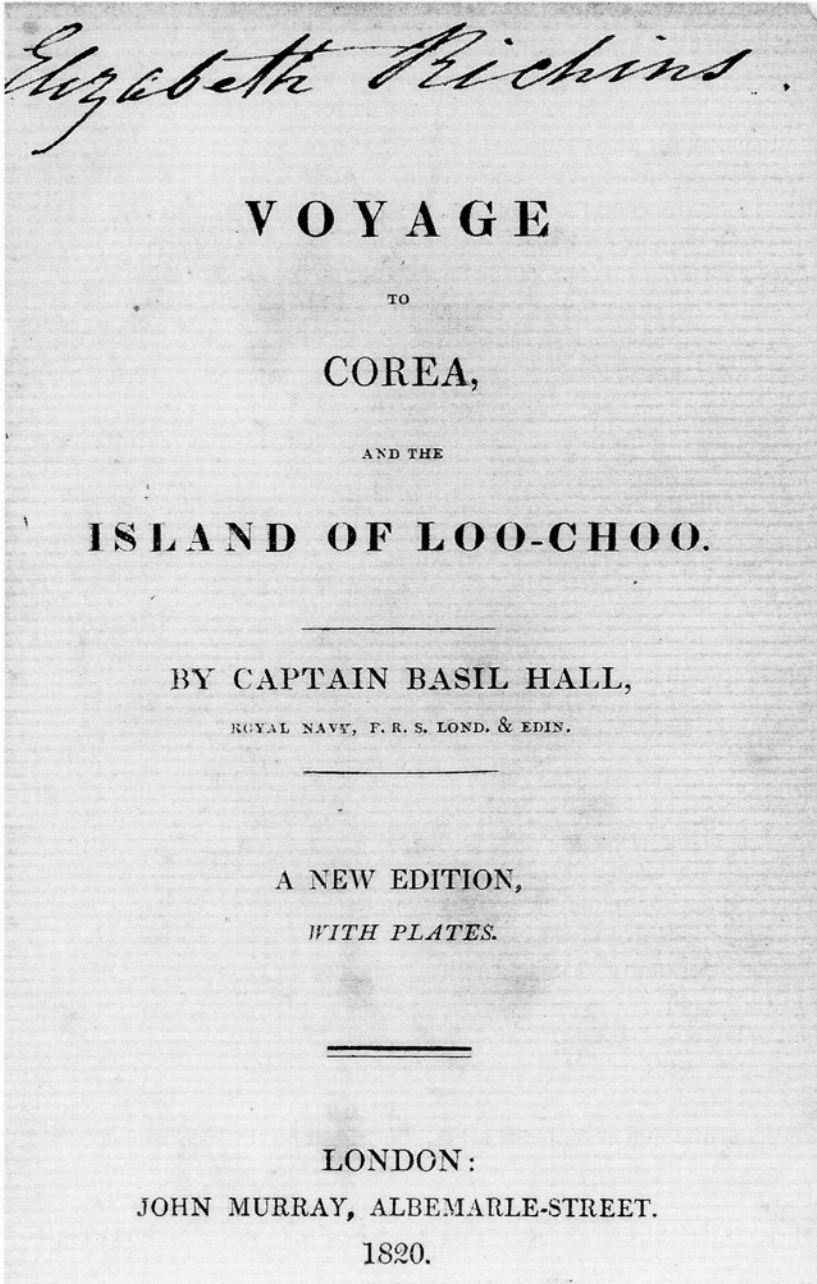 Elizabeth Richins.
VOYAGE
TO
COREA,
AND THE
ISLAND OF LOO-CHOO.
BY CAPTAIN BASIL HALL,
ROYAL NAVY, F. R. S. LOND. & EDIN.
A NEW EDITION,
WITH PLATES.
LONDON:
JOHN MURRAY, ALBEMARLE-STREET.
1820.